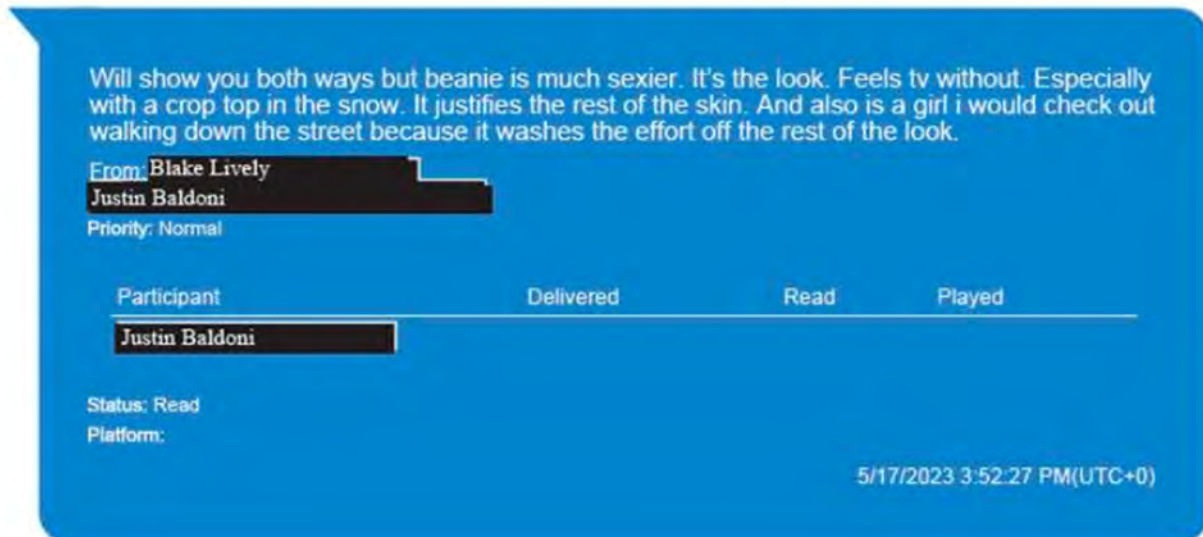 Will show you both ways but beanie is much sexier. It's the look. Feels tv without. Especially
with a crop top in the snow. It justifies the rest of the skin. And also is a girl i would check out
walking down the street because it washes the effort off the rest of the look.
From: Blake Lively
Justin Baldoni
Priority: Normal
Participant Delivered Read Played
Justin Baldoni
Status: Read
Platform:
5/17/2023 3:52:27 PM(UTC+0)